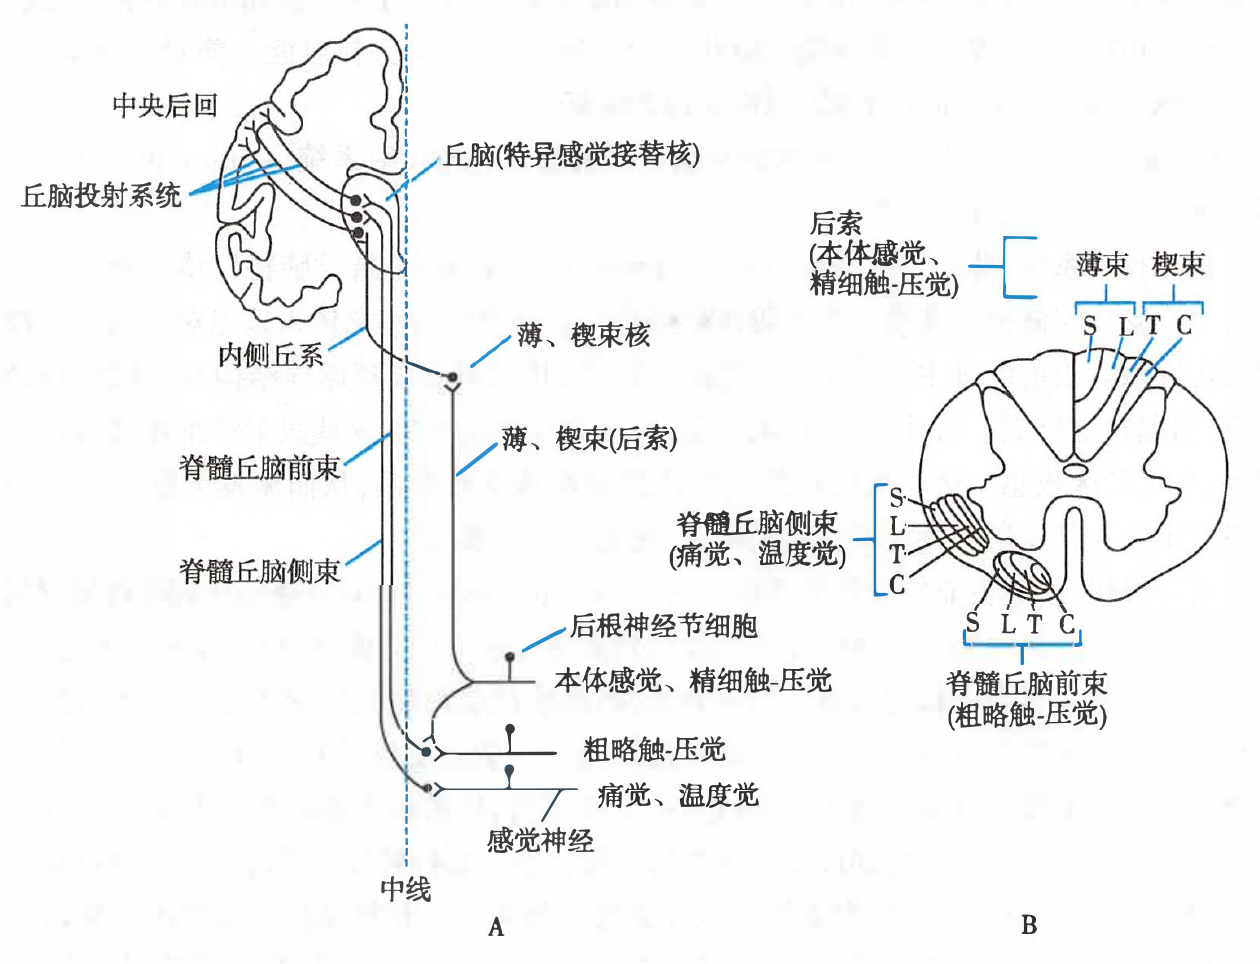 中央后回
丘脑(特异感觉接替核)
丘脑投射系统
内侧丘系
薄、楔束核
薄、楔束(后索)
脊髓丘脑前束
脊髓丘脑侧束
后根神经节细胞
本体感觉、精细触-压觉
粗略触-压觉
痛觉、温度觉
感觉神经
中线
A
后索
(本体感觉、
精细触-压觉)
薄束 楔束
S L T C
脊髓丘脑侧束
(痛觉、温度觉)
S
L
T
C
S L T C
脊髓丘脑前束
(粗略触-压觉)
B